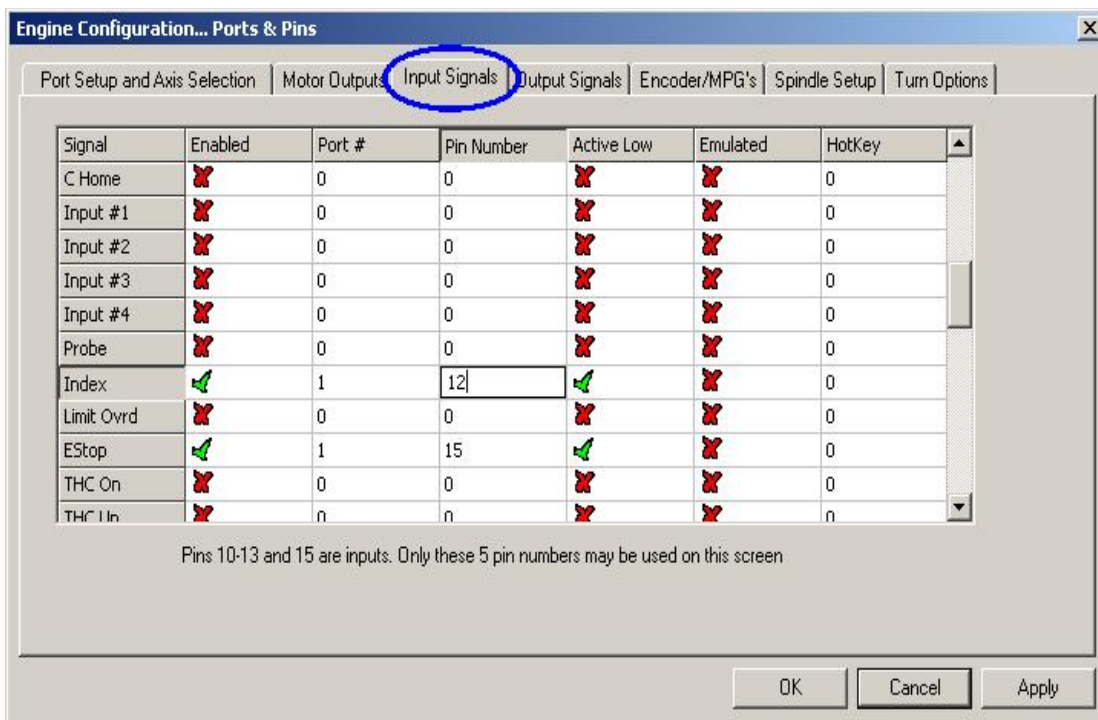 Engine Configuration... Ports & Pins
Port Setup and Axis Selection Motor Outputs Input Signals Output Signals Encoder/MPG's Spindle Setup Turn Options
Signal Enabled Port # Pin Number Active Low Emulated HotKey
C Home 0 0 0
Input #1 0 0 0
Input #2 0 0 0
Input #3 0 0 0
Input #4 0 0 0
Probe 0 0 0
Index 1 12 0
Limit Ovrd 0 0 0
EStop 1 15 0
THC On 0 0 0
THC Up 0 0 0
Pins 10-13 and 15 are inputs. Only these 5 pin numbers may be used on this screen
OK Cancel Apply